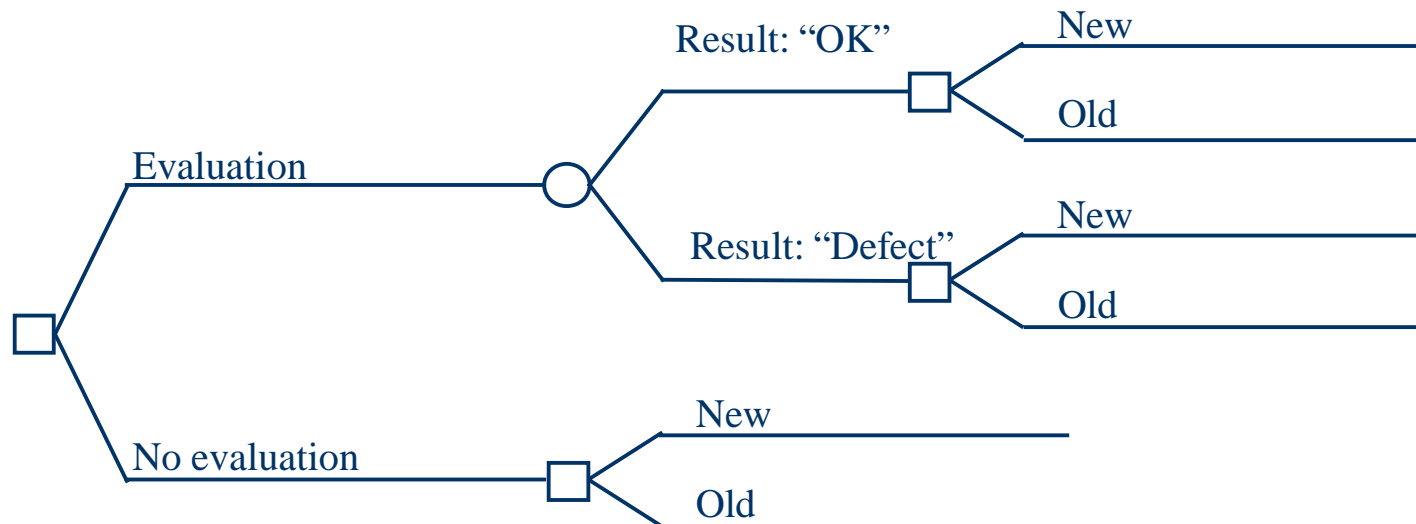 New
Result: “OK”
Old
Evaluation
New
Result: “Defect”
Old
New
No evaluation
Old